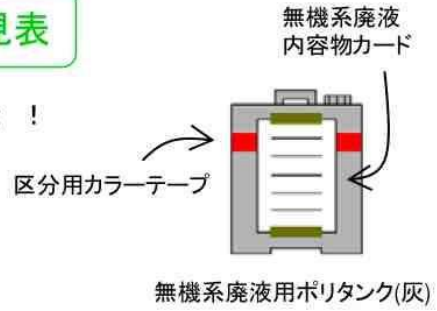 見表
！
無機系廃液
内容物カード
区分用カラーテープ
無機系廃液用ポリタンク(灰)